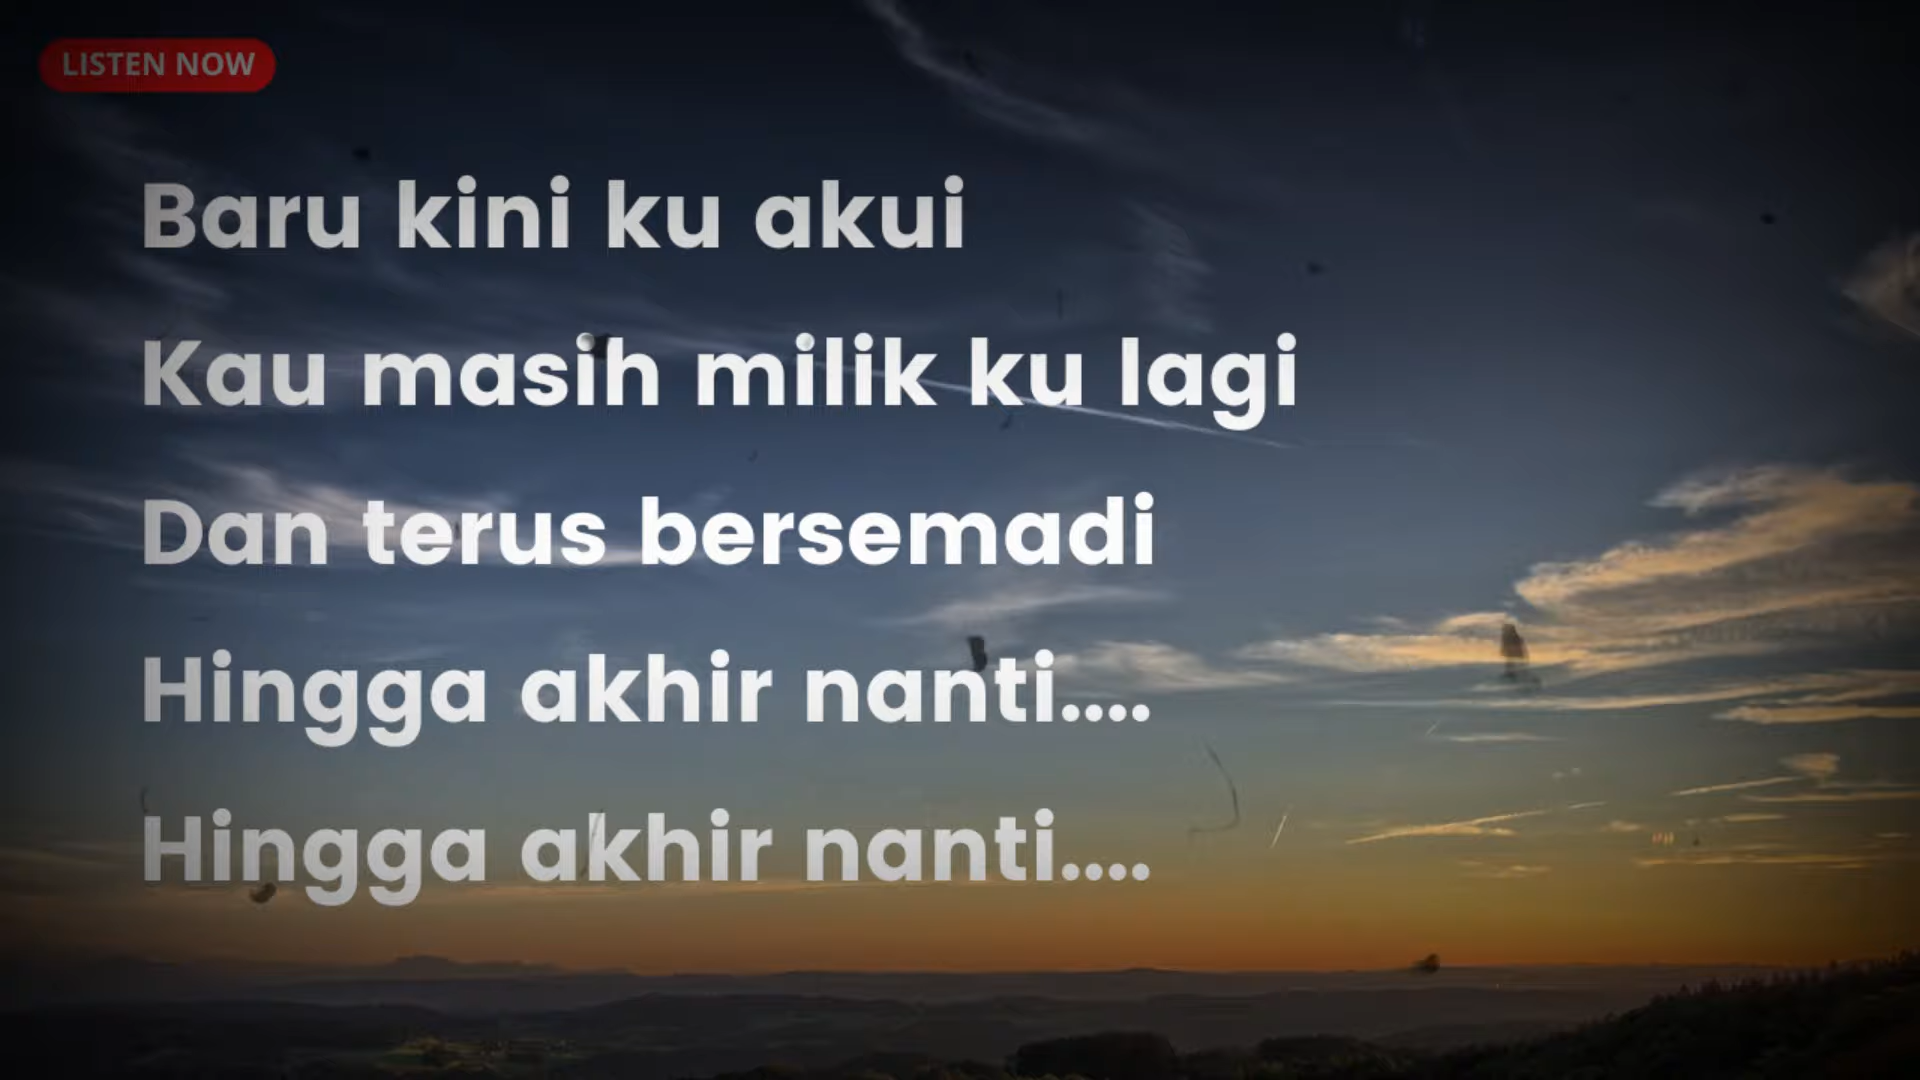 LISTEN NOW
Baru kini ku akui
Kau masih milik ku lagi
Dan terus bersemadi
Hingga akhir nanti....
Hingga akhir nanti....